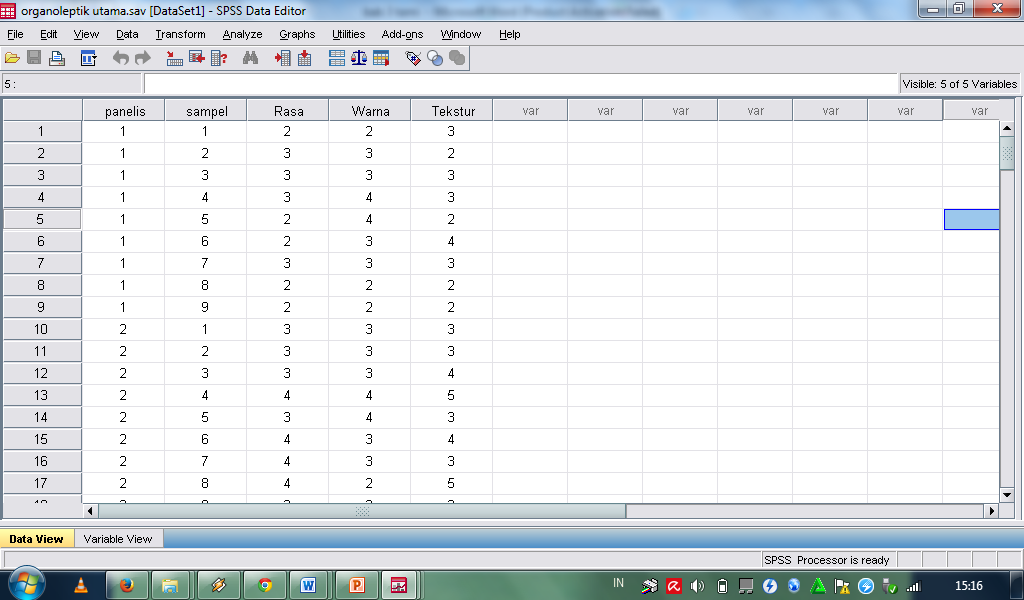 organoleptik utama.sav [DataSet1] - SPSS Data Editor
File Edit View Data Transform Analyze Graphs Utilities Add-ons Window Help
5 : Visible: 5 of 5 Variables
panelis sampel Rasa Warna Tekstur var var var var var var var
1 1 1 2 2 3
2 1 2 3 3 2
3 1 3 3 3 3
4 1 4 3 4 3
5 1 5 2 4 2
6 1 6 2 3 4
7 1 7 3 3 3
8 1 8 2 2 2
9 1 9 2 2 2
10 2 1 3 3 3
11 2 2 3 3 3
12 2 3 3 3 4
13 2 4 4 4 5
14 2 5 3 4 3
15 2 6 4 3 4
16 2 7 4 3 3
17 2 8 4 2 5
Data View Variable View
SPSS Processor is ready
IN 15:16